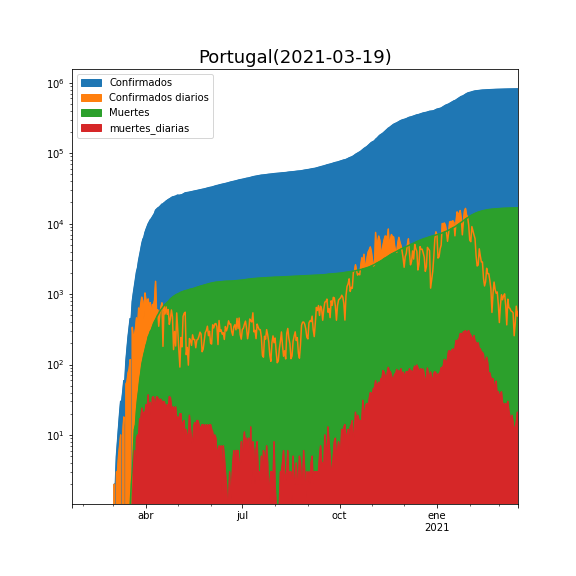 Portugal(2021-03-19)
Confirmados
Confirmados diarios
Muertes
muertes_diarias
10⁶
10⁵
10⁴
10³
10²
10¹
abr jul oct ene
2021